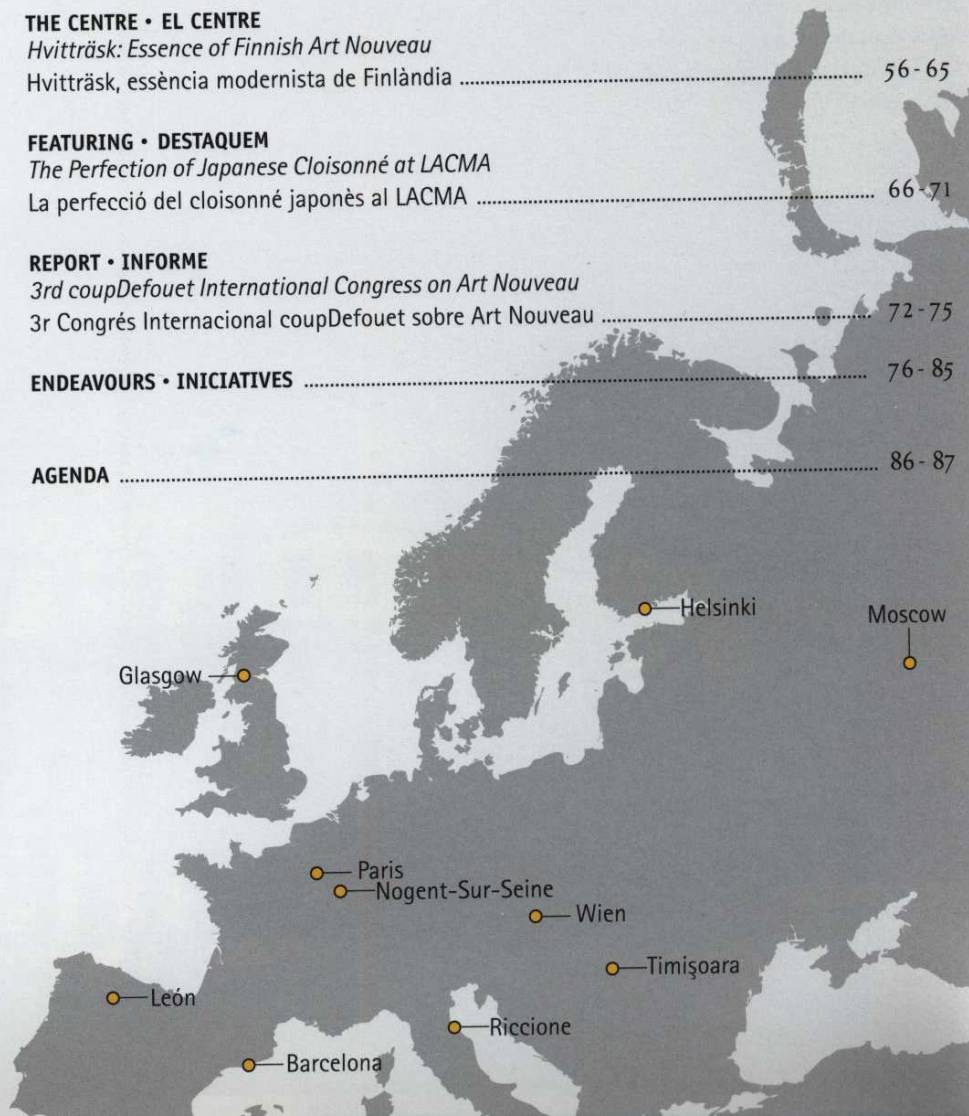 THE CENTRE • EL CENTRE
Hvitträsk: Essence of Finnish Art Nouveau
Hvitträsk, essència modernista de Finlàndia ........................................................ 56-65
FEATURING • DESTAQUEM
The Perfection of Japanese Cloisonné at LACMA
La perfecció del cloisonné japonès al LACMA ........................................................ 66-71
REPORT • INFORME
3rd coupDefouet International Congress on Art Nouveau
3r Congrés Internacional coupDefouet sobre Art Nouveau ........................................ 72-75
ENDEAVOURS • INICIATIVES ................................................................................ 76-85
AGENDA ............................................................................................................ 86-87
Helsinki
Moscow
Glasgow
Paris
Nogent-Sur-Seine
Wien
Timişoara
León
Riccione
Barcelona